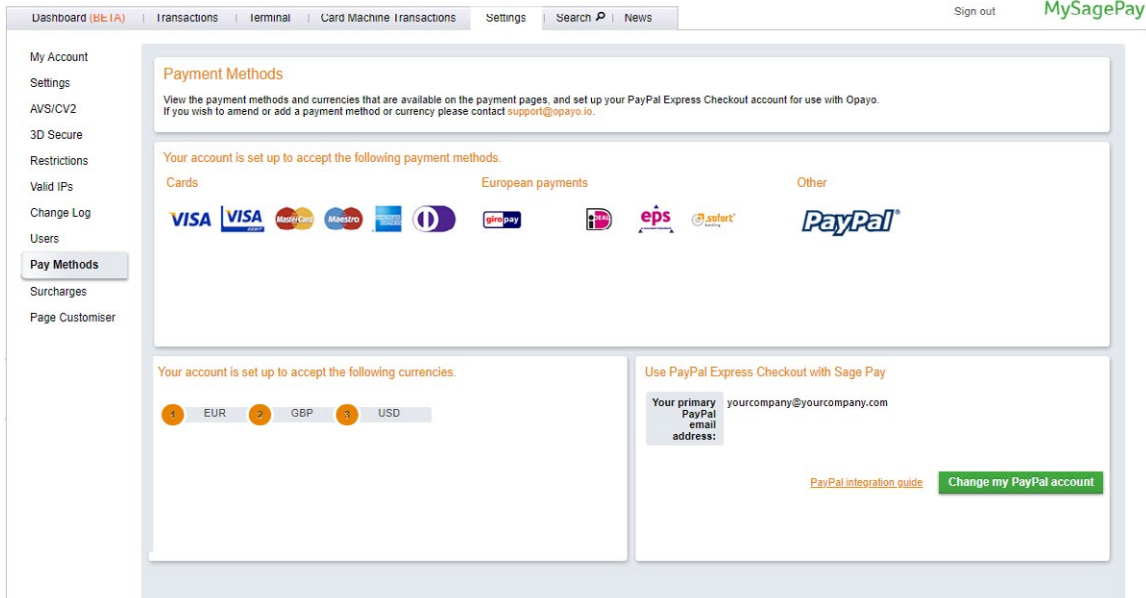 Dashboard (BETA) | Transactions | Terminal | Card Machine Transactions Settings | Search | News Sign out MySagePay
My Account
Settings
AVS/CV2
3D Secure
Restrictions
Valid IPs
Change Log
Users
Pay Methods
Surcharges
Page Customiser
Payment Methods
View the payment methods and currencies that are available on the payment pages, and set up your PayPal Express Checkout account for use with Opayo.
If you wish to amend or add a payment method or currency please contact support@opayo.io.
Your account is set up to accept the following payment methods.
Cards European payments Other
VISA VISA DEBIT MasterCard Maestro AMERICAN EXPRESS giropay iDEAL eps sofort banking PayPal
Your account is set up to accept the following currencies.
1 EUR 2 GBP 3 USD
Use PayPal Express Checkout with Sage Pay
Your primary yourcompany@yourcompany.com
PayPal
email
address:
PayPal integration guide Change my PayPal account